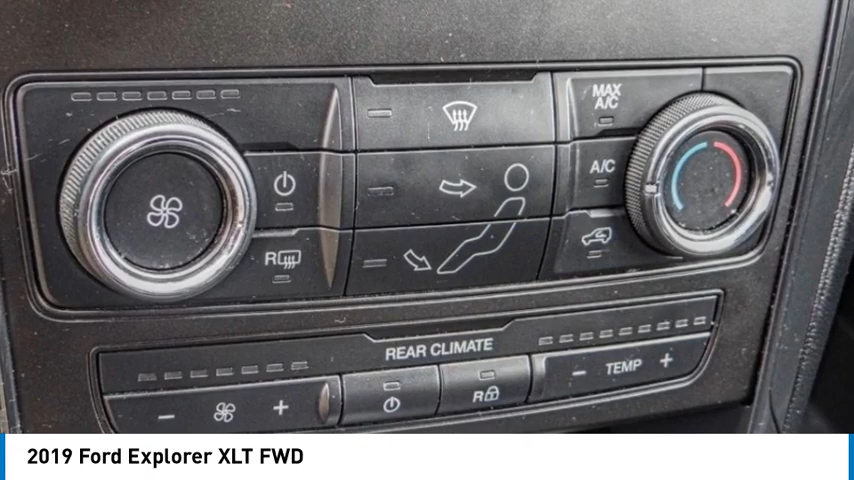 MAX
A/C
A/C
R
REAR CLIMATE
- + R - TEMP +
2019 Ford Explorer XLT FWD